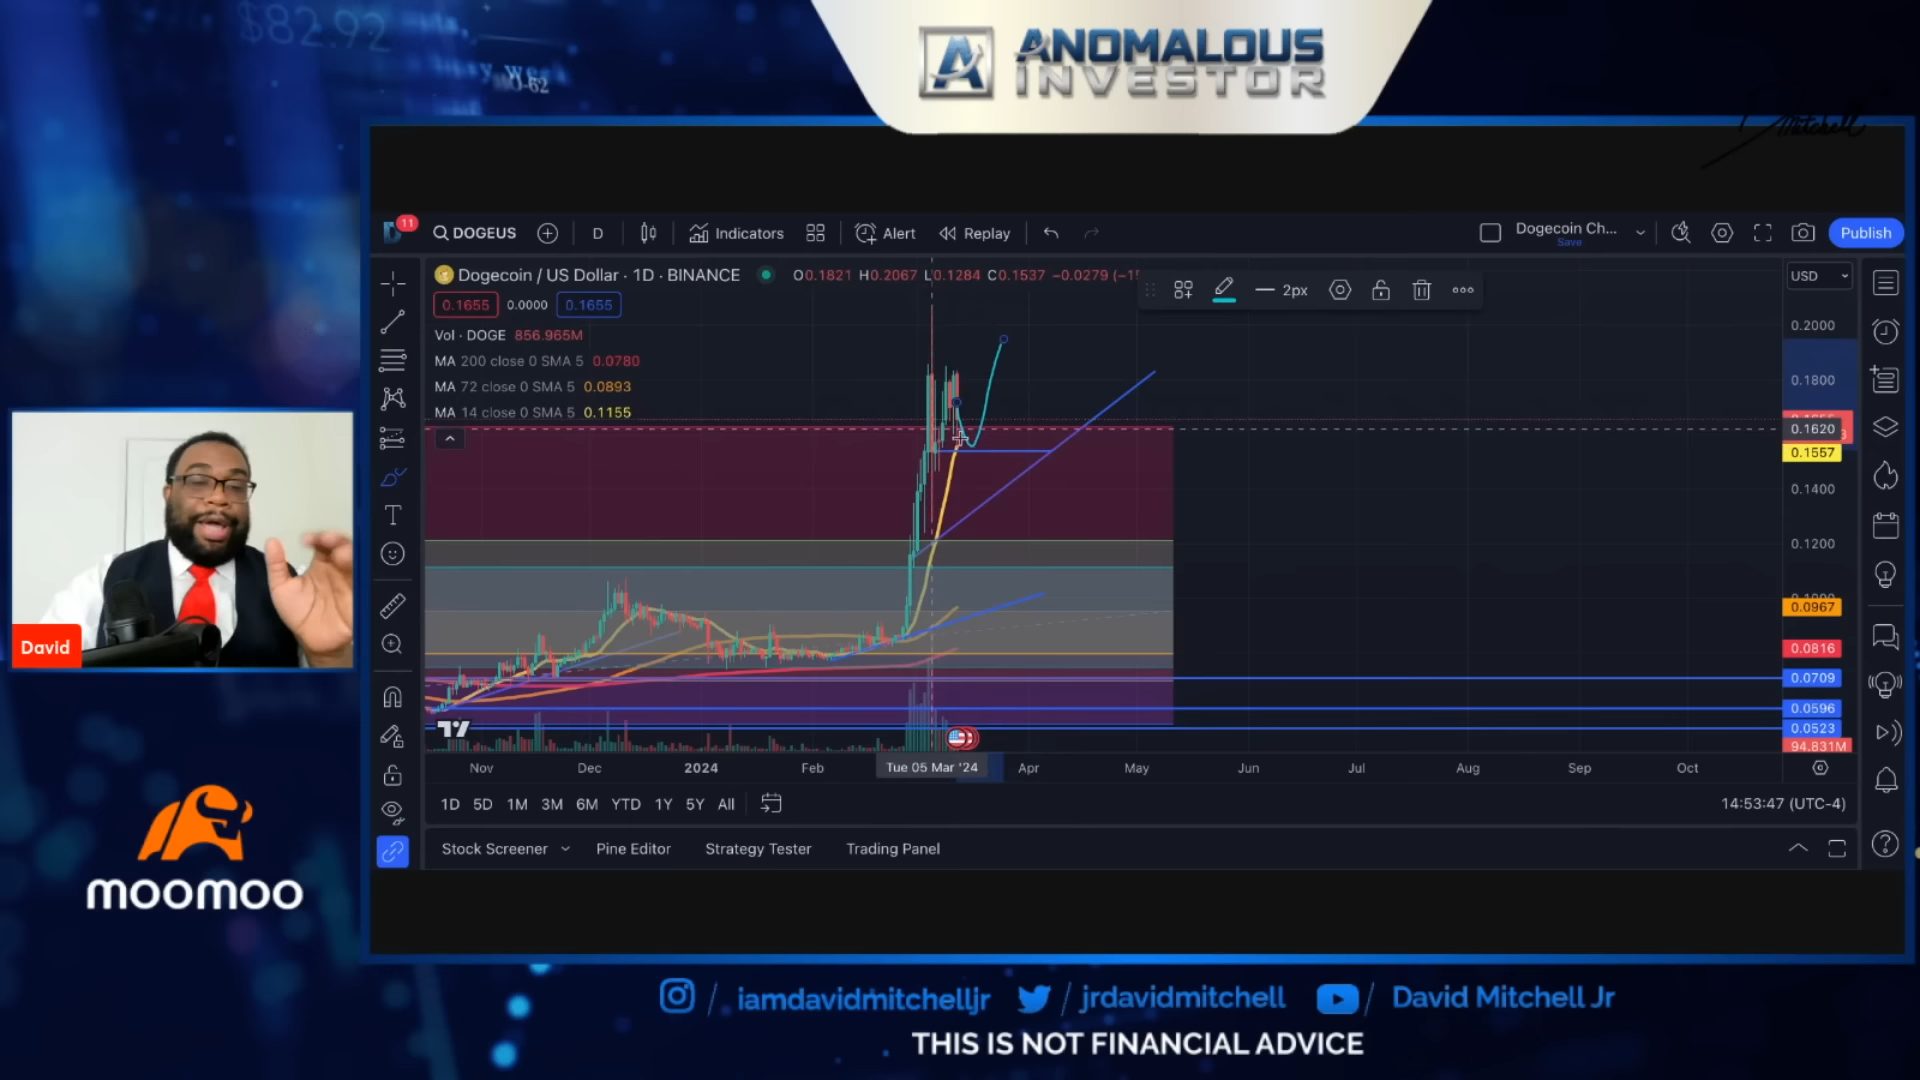 $82.92
ANOMALOUS
INVESTOR
Mitchell
11
DOGEUS
D
Indicators
Alert
Replay
Dogecoin Ch...
Save
Publish
Dogecoin / US Dollar · 1D · BINANCE
O0.1821 H0.2067 L0.1284 C0.1537 −0.0279
2px
USD
0.1655 0.0000 0.1655
Vol · DOGE 856.965M
MA 200 close 0 SMA 5 0.0780
MA 72 close 0 SMA 5 0.0893
MA 14 close 0 SMA 5 0.1155
0.2000
0.1800
0.1620
0.1557
0.1400
0.1200
0.0967
0.0816
0.0709
0.0596
0.0523
94.831M
Nov Dec 2024 Feb Tue 05 Mar '24 Apr May Jun Jul Aug Sep Oct
1D 5D 1M 3M 6M YTD 1Y 5Y All
14:53:47 (UTC-4)
Stock Screener Pine Editor Strategy Tester Trading Panel
David
moomoo
/ iamdavidmitchelljr / jrdavidmitchell / David Mitchell Jr
THIS IS NOT FINANCIAL ADVICE